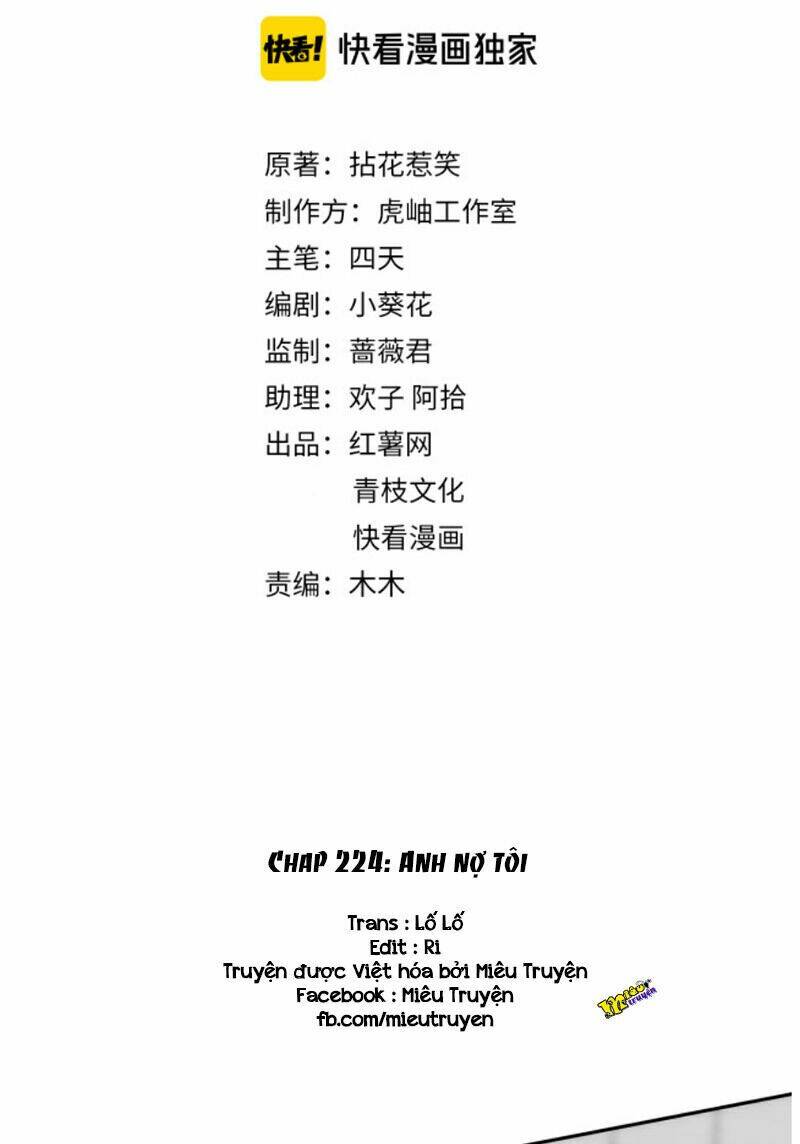 快看! 快看漫画独家
原著：拈花惹笑
制作方：虎岫工作室
主笔：四天
编剧：小葵花
监制：蔷薇君
助理：欢子 阿拾
出品：红薯网
青枝文化
快看漫画
责编：木木
CHAP 224: ANH NỢ TÔI
Trans : Lố Lố
Edit : Ri
Truyện được Việt hóa bởi Miêu Truyện
Facebook : Miêu Truyện
fb.com/mieutruyen
Miêu
Truyện